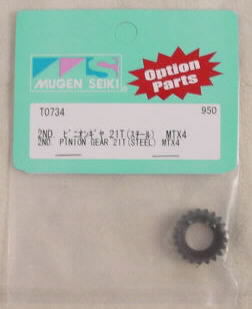 MUGEN SEIKI
Option
Parts
T0734 950
2ND. ピニオンギヤ 21T(スチール) MTX4
2ND. PINION GEAR 21T(STEEL) MTX4